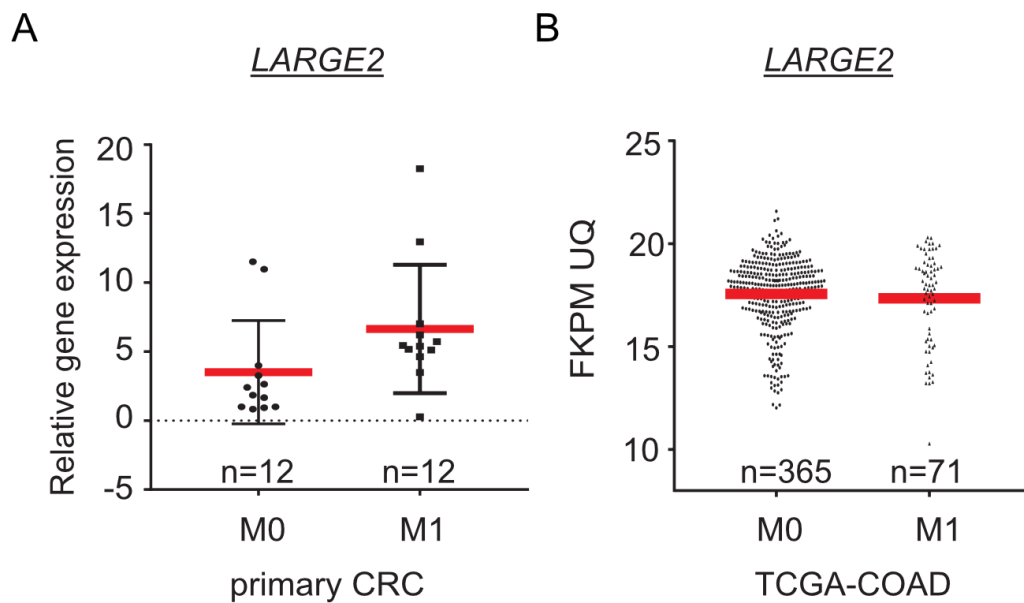 A
LARGE2
Relative gene expression
20
15
10
5
0
-5
n=12
n=12
M0
M1
primary CRC
B
LARGE2
FKPM UQ
25
20
15
10
n=365
n=71
M0
M1
TCGA-COAD